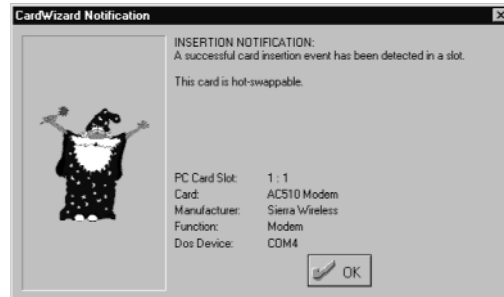 CardWizard Notification
INSERTION NOTIFICATION:
A successful card insertion event has been detected in a slot.
This card is hot-swappable.
PC Card Slot: 1 : 1
Card: AC510 Modem
Manufacturer: Sierra Wireless
Function: Modem
Dos Device: COM4
OK